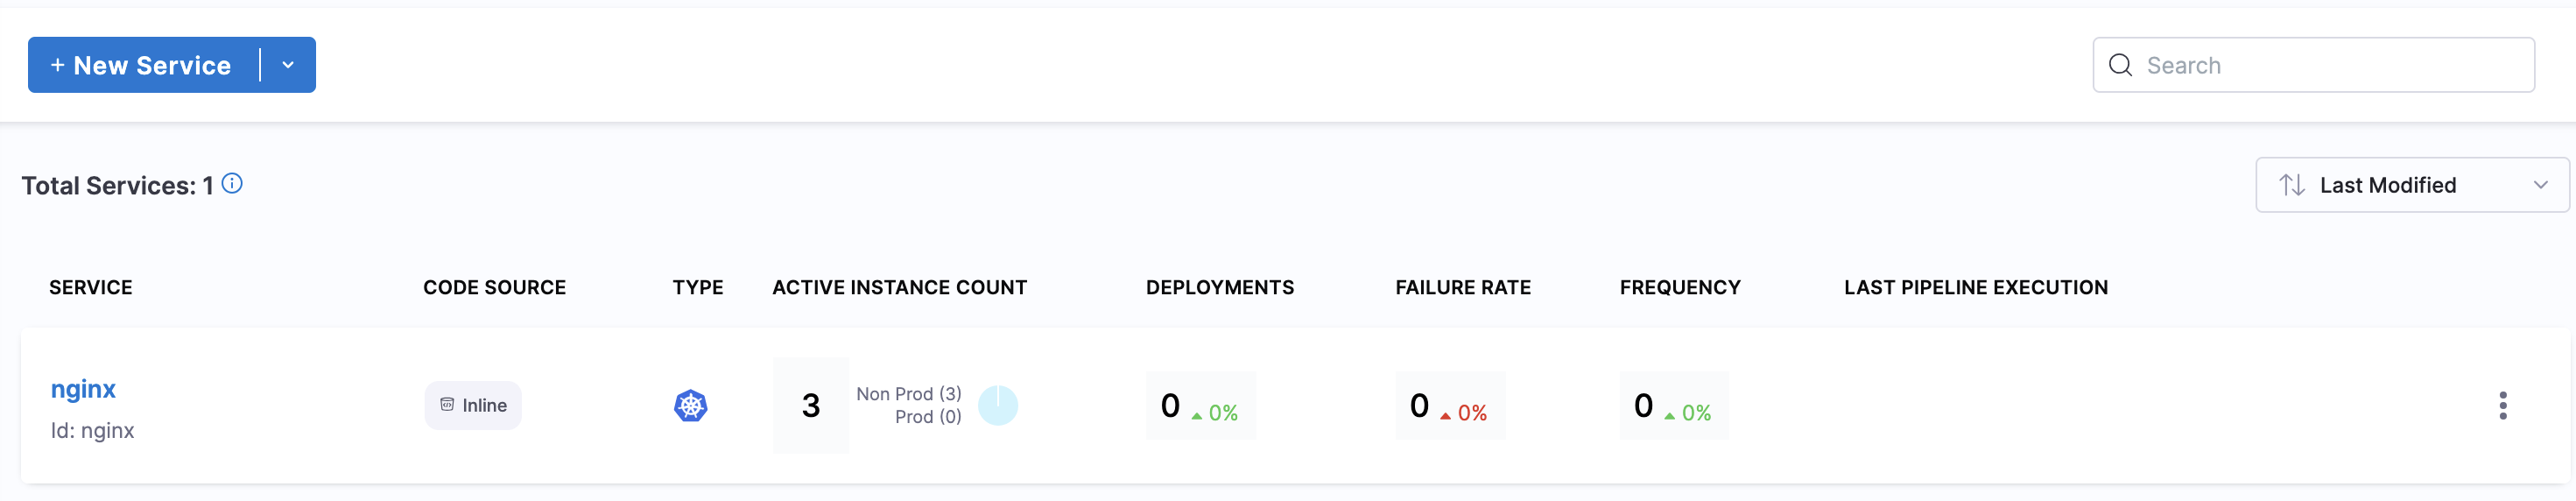 + New Service
Search
Total Services: 1
Last Modified
SERVICE CODE SOURCE TYPE ACTIVE INSTANCE COUNT DEPLOYMENTS FAILURE RATE FREQUENCY LAST PIPELINE EXECUTION
nginx
Id: nginx
Inline
3
Non Prod (3)
Prod (0)
0 0%
0 0%
0 0%